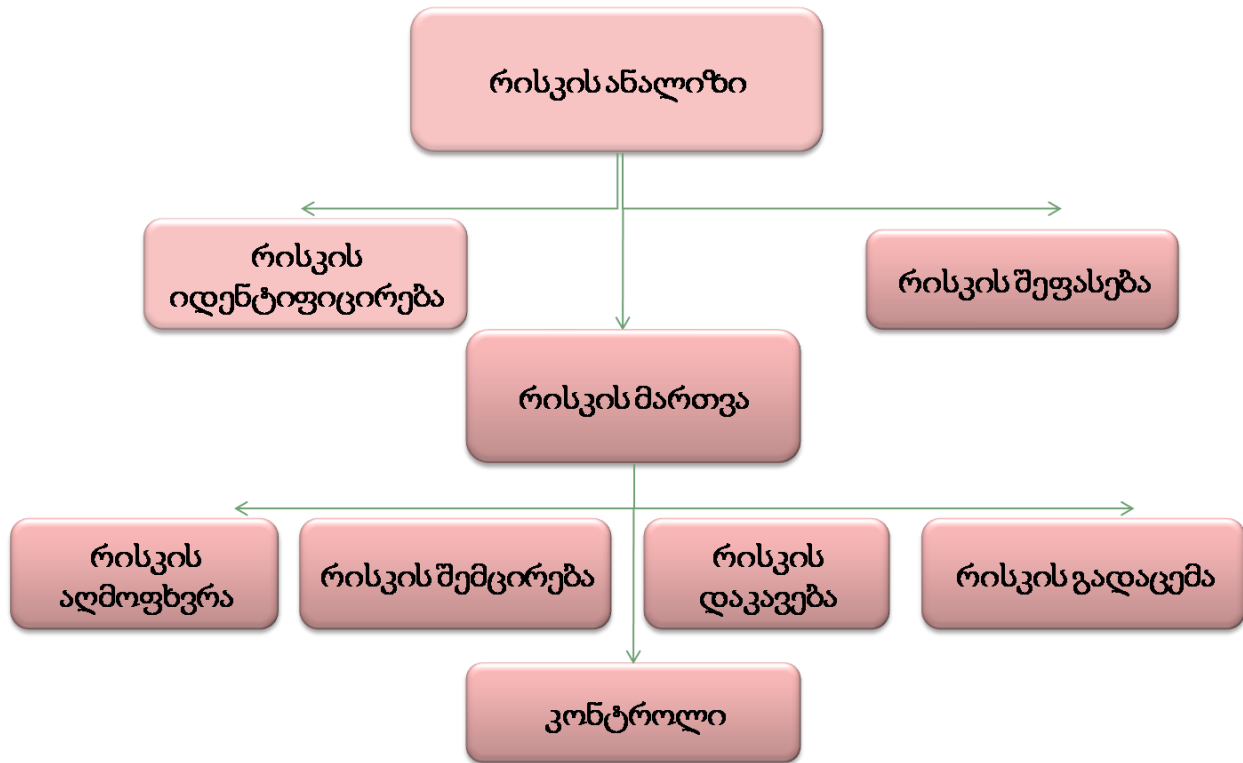 რისკის ანალიზი
რისკის
იდენტიფიცირება
რისკის შეფასება
რისკის მართვა
რისკის
აღმოფხვრა
რისკის შემცირება
რისკის
დაკავება
რისკის გადაცემა
კონტროლი